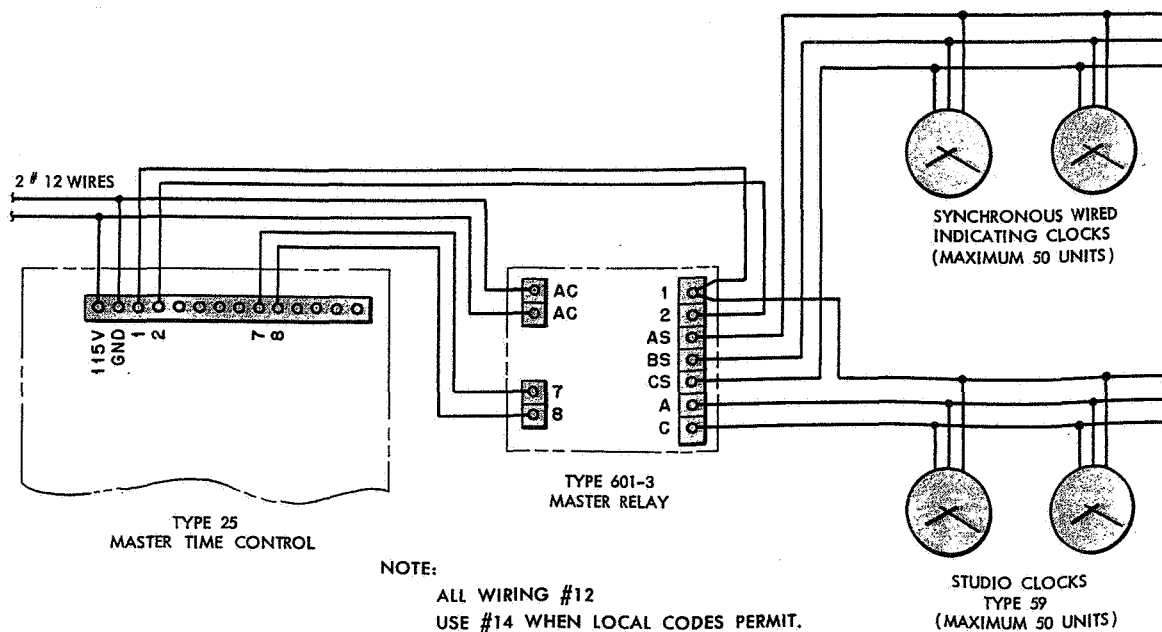 2 # 12 WIRES
115V
GND
1
2
7
8
AC
AC
7
8
1
2
AS
BS
CS
A
C
SYNCHRONOUS WIRED
INDICATING CLOCKS
(MAXIMUM 50 UNITS)
TYPE 25
MASTER TIME CONTROL
TYPE 601-3
MASTER RELAY
STUDIO CLOCKS
TYPE 59
(MAXIMUM 50 UNITS)
NOTE:
ALL WIRING #12
USE #14 WHEN LOCAL CODES PERMIT.